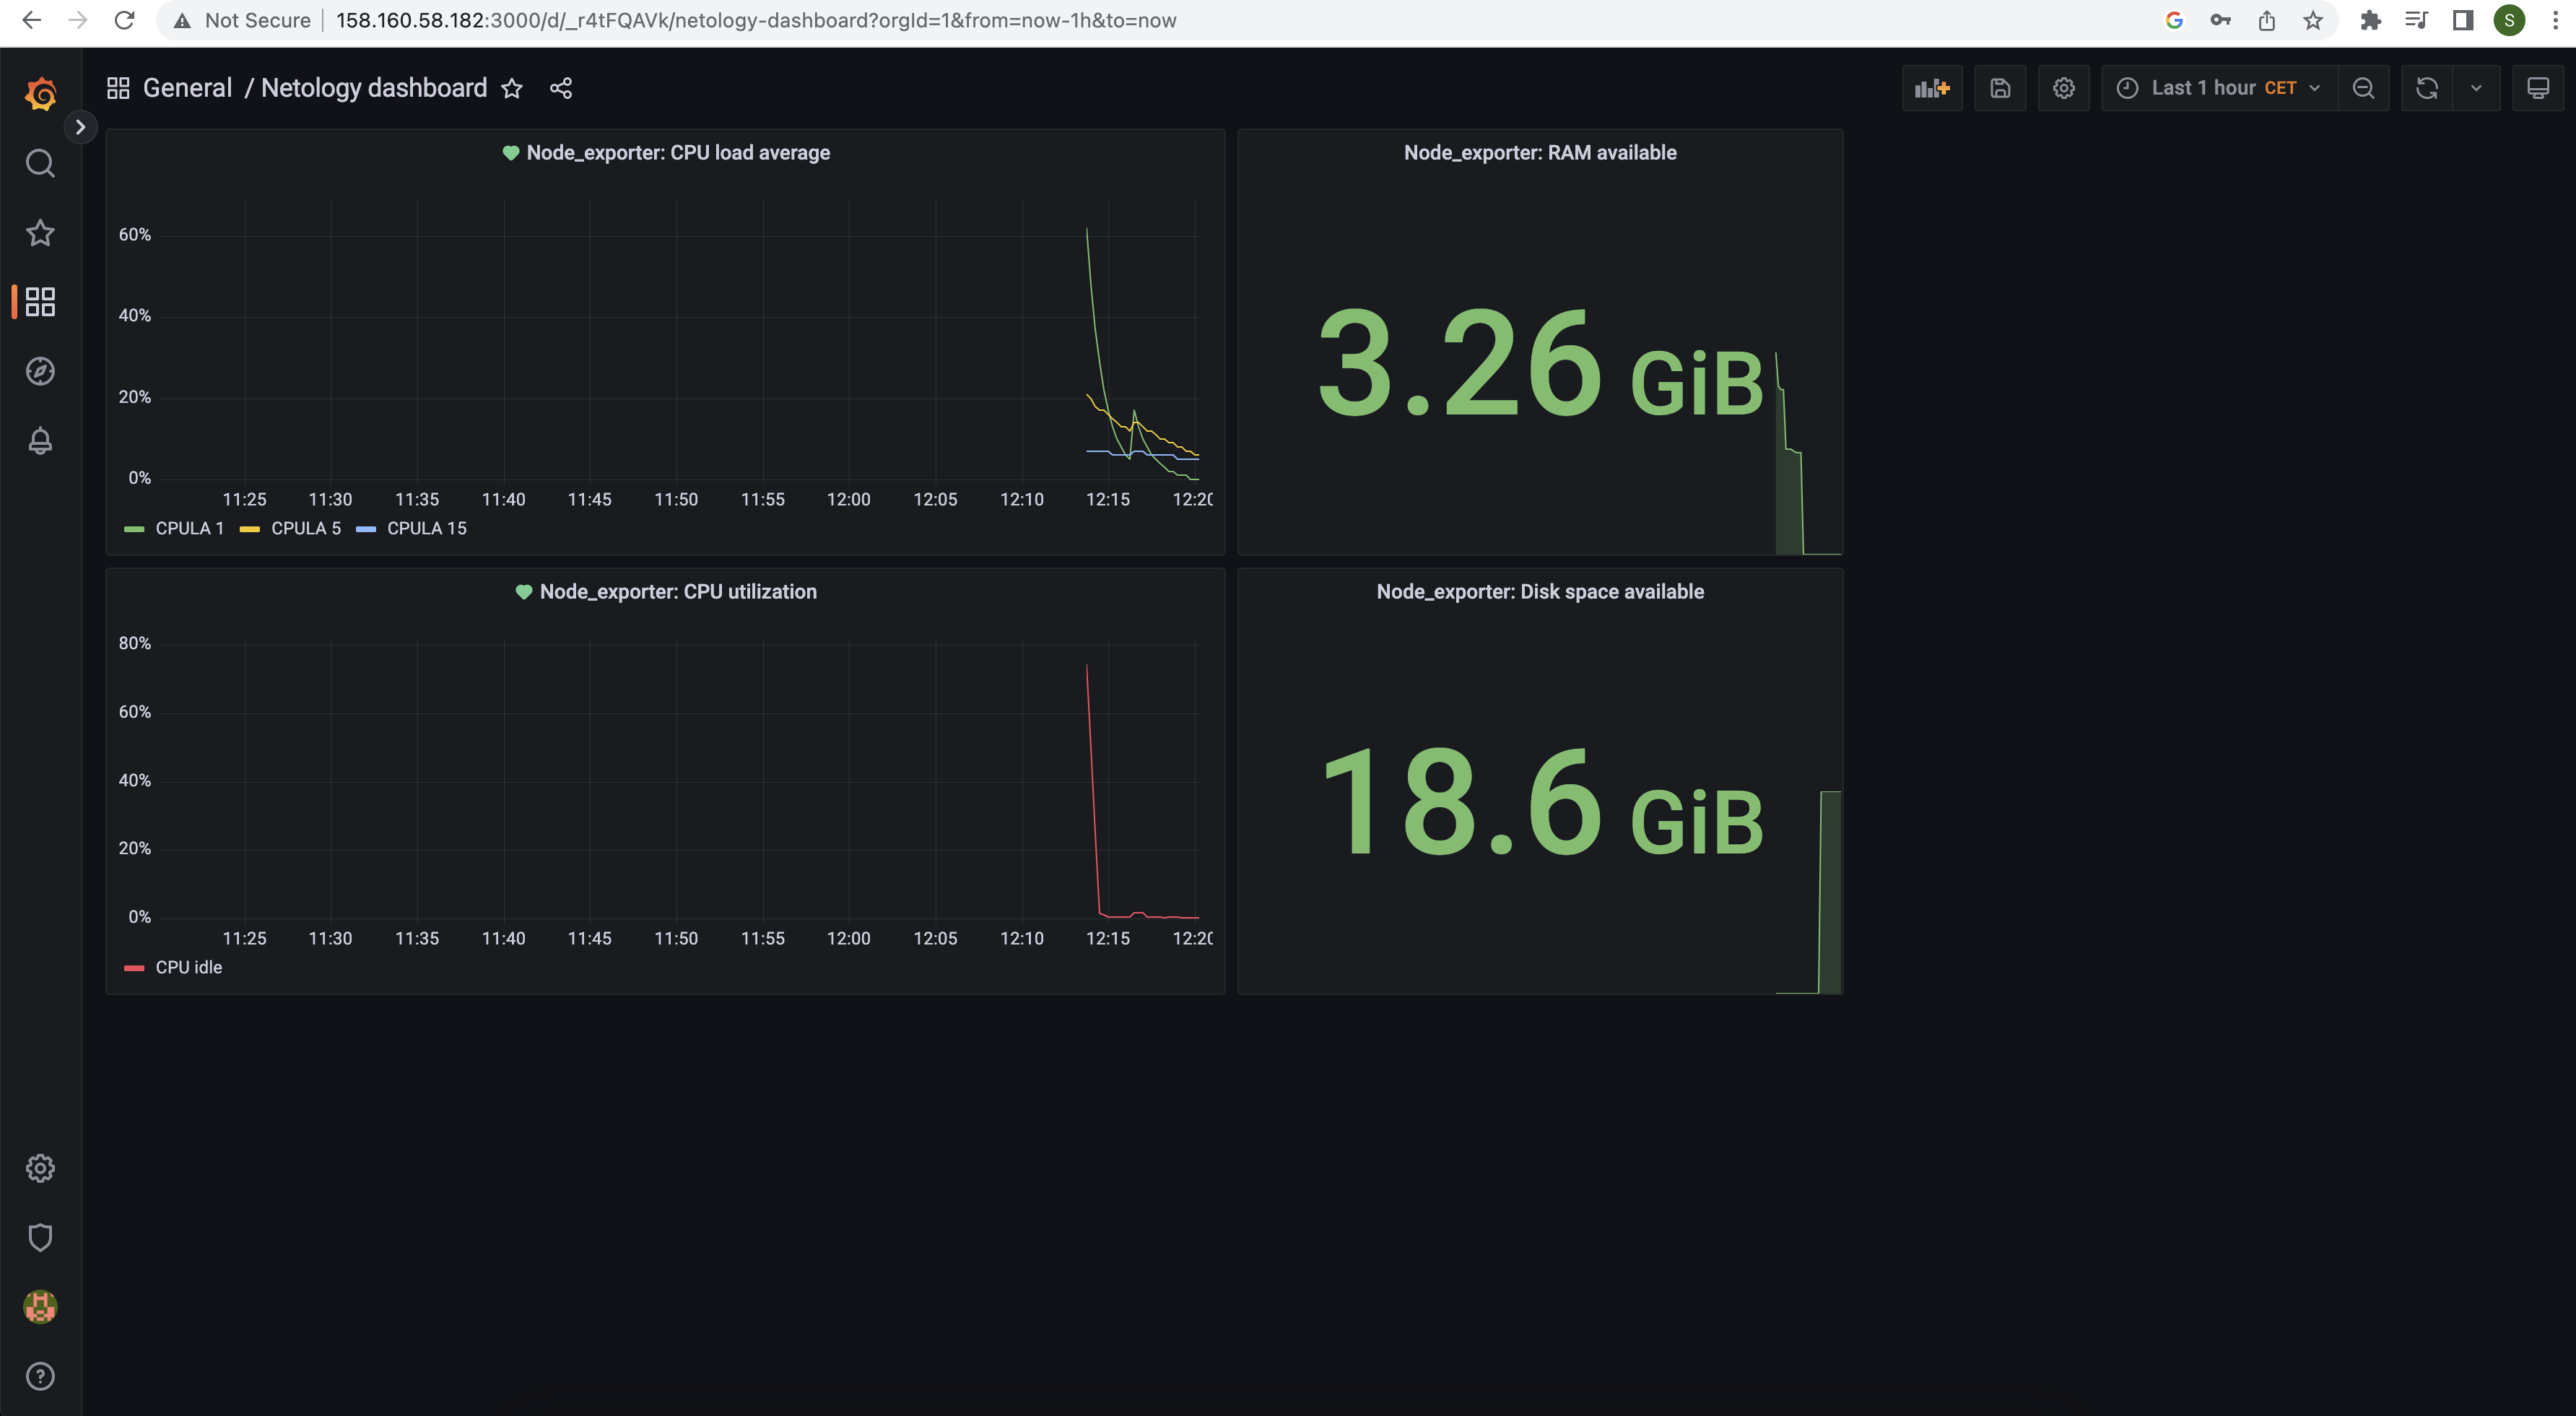 Not Secure 158.160.58.182:3000/d/_r4tFQAVk/netology-dashboard?orgId=1&from=now-1h&to=now S
General / Netology dashboard Last 1 hour CET
Node_exporter: CPU load average
60%
40%
20%
0%
11:25 11:30 11:35 11:40 11:45 11:50 11:55 12:00 12:05 12:10 12:15 12:20
CPULA 1 CPULA 5 CPULA 15
Node_exporter: RAM available
3.26 GiB
Node_exporter: CPU utilization
80%
60%
40%
20%
0%
11:25 11:30 11:35 11:40 11:45 11:50 11:55 12:00 12:05 12:10 12:15 12:20
CPU idle
Node_exporter: Disk space available
18.6 GiB